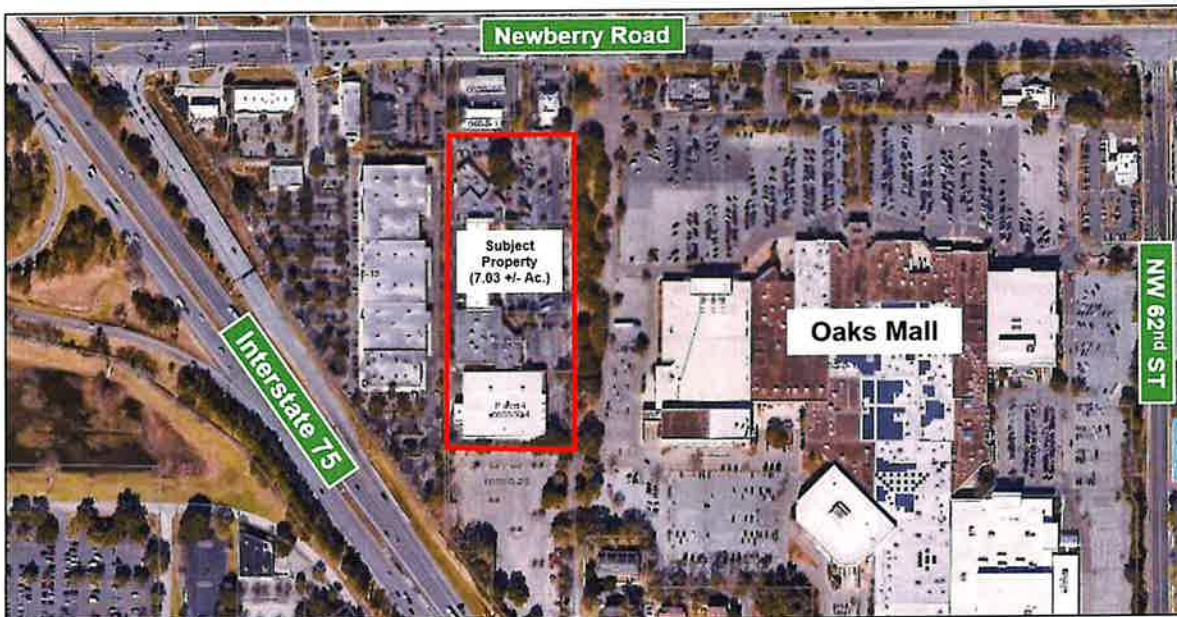 Newberry Road
Subject
Property
(7.03 +/- Ac.)
Oaks Mall
Interstate 75
NW 62nd ST